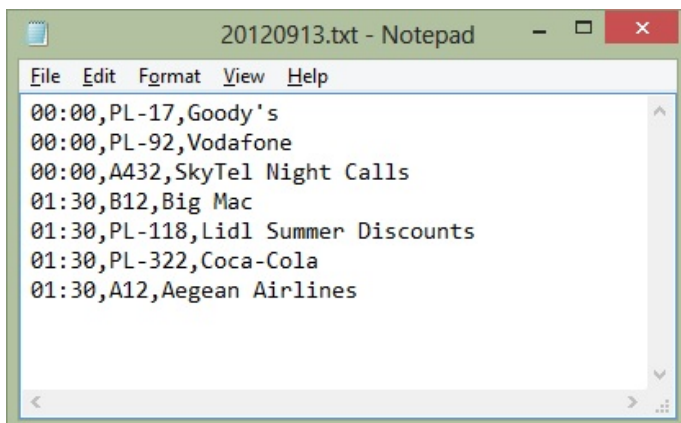 20120913.txt - Notepad
File Edit Format View Help
00:00,PL-17,Goody's
00:00,PL-92,Vodafone
00:00,A432,SkyTel Night Calls
01:30,B12,Big Mac
01:30,PL-118,Lidl Summer Discounts
01:30,PL-322,Coca-Cola
01:30,A12,Aegean Airlines